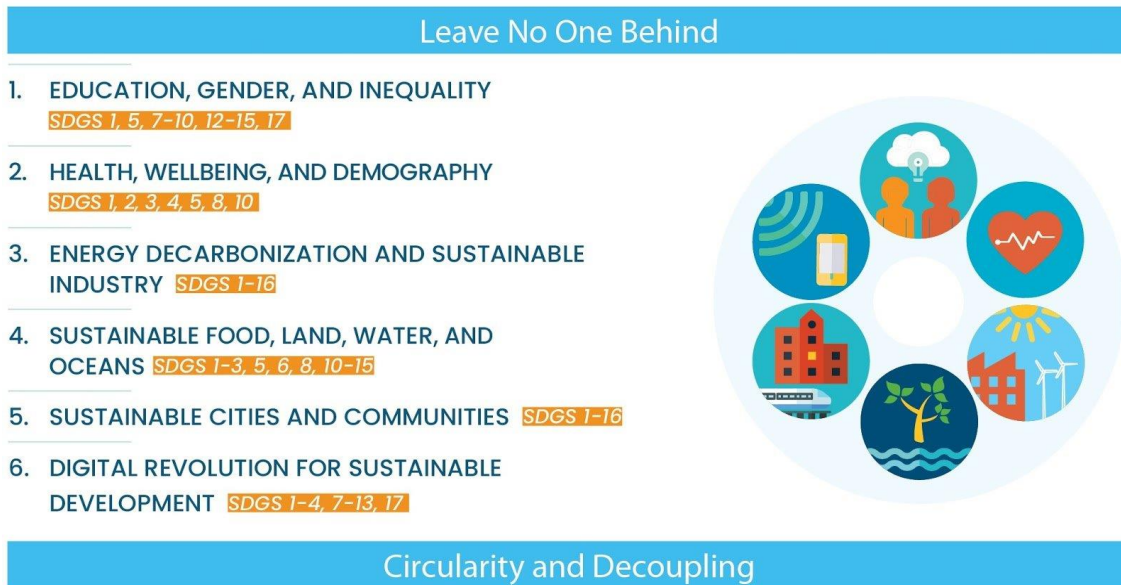 Leave No One Behind
1. EDUCATION, GENDER, AND INEQUALITY
SDGS 1, 5, 7-10, 12-15, 17
2. HEALTH, WELLBEING, AND DEMOGRAPHY
SDGS 1, 2, 3, 4, 5, 8, 10
3. ENERGY DECARBONIZATION AND SUSTAINABLE
INDUSTRY SDGS 1-16
4. SUSTAINABLE FOOD, LAND, WATER, AND
OCEANS SDGS 1-3, 5, 6, 8, 10-15
5. SUSTAINABLE CITIES AND COMMUNITIES SDGS 1-16
6. DIGITAL REVOLUTION FOR SUSTAINABLE
DEVELOPMENT SDGS 1-4, 7-13, 17
Circularity and Decoupling